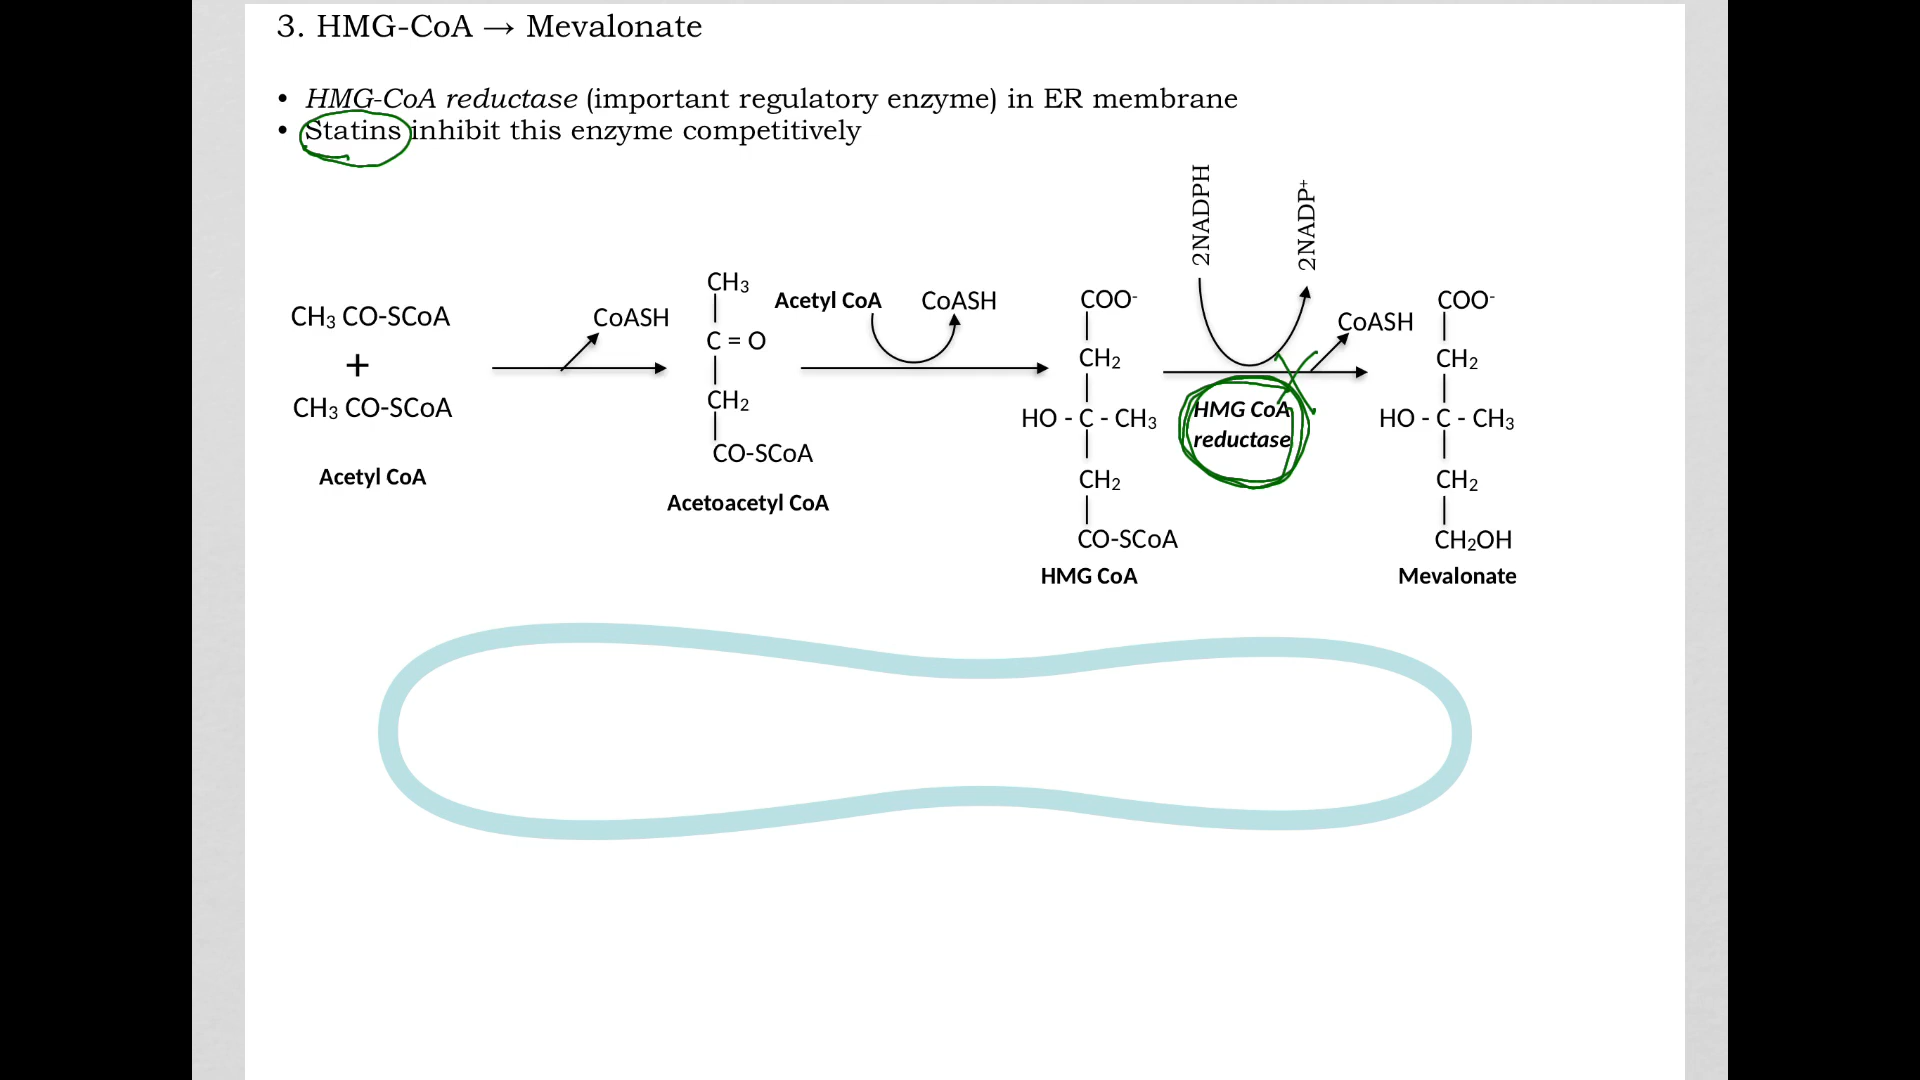 3. HMG-CoA → Mevalonate
• HMG-CoA reductase (important regulatory enzyme) in ER membrane
• Statins inhibit this enzyme competitively
2NADPH
2NADP⁺
CH₃ CO-SCoA
+
CH₃ CO-SCoA
Acetyl CoA
CoASH
CH₃
C = O
CH₂
CO-SCoA
Acetoacetyl CoA
Acetyl CoA
CoASH
COO⁻
CH₂
HO - C - CH₃
CH₂
CO-SCoA
HMG CoA
HMG CoA
reductase
CoASH
COO⁻
CH₂
HO - C - CH₃
CH₂
CH₂OH
Mevalonate